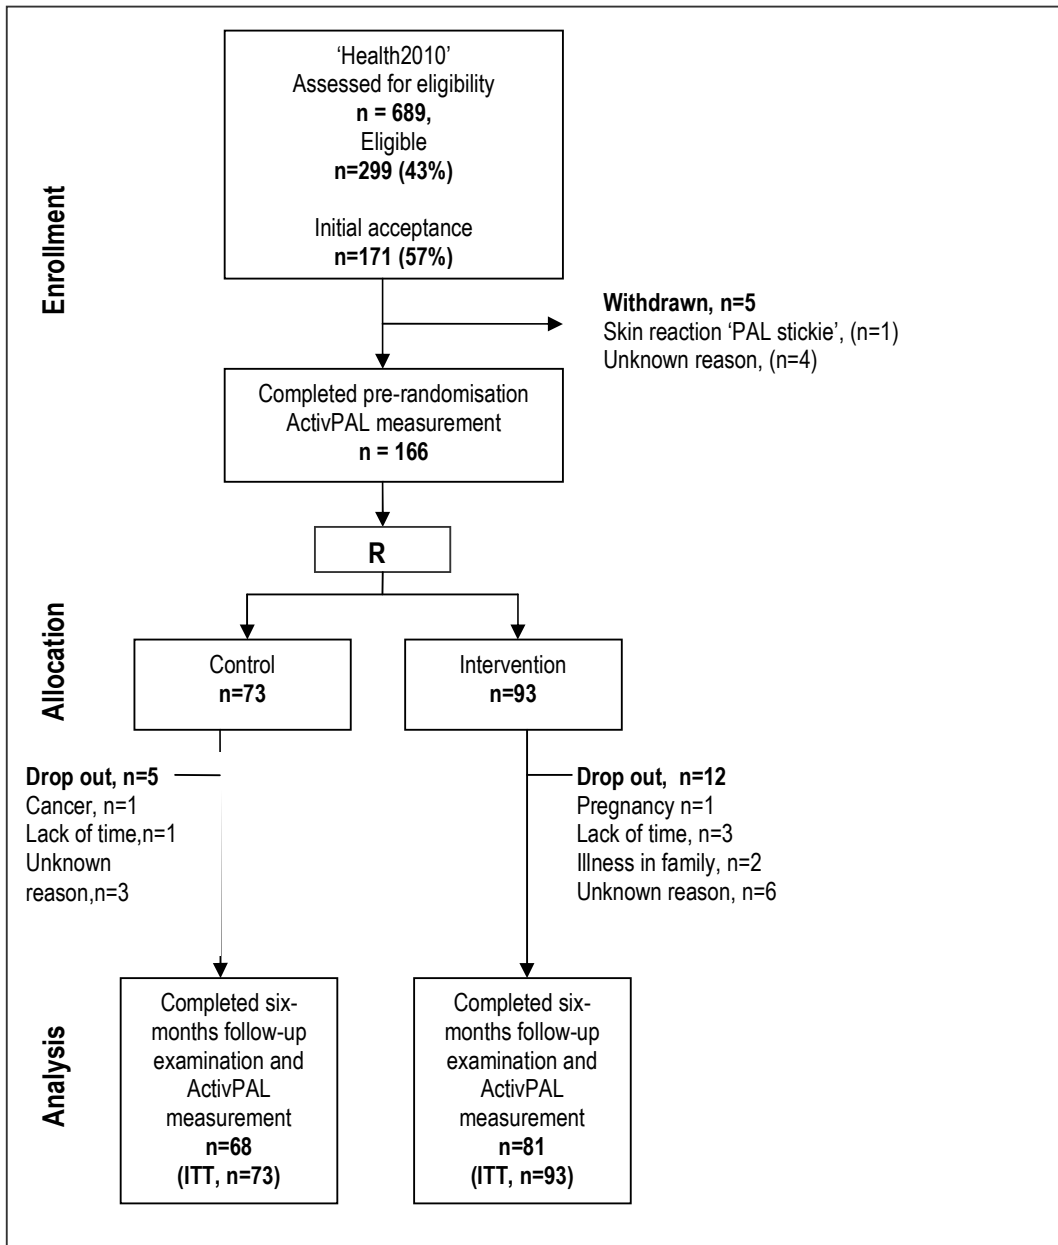 ‘Health2010’
Assessed for eligibility
n = 689,
Eligible
n=299 (43%)
Initial acceptance
n=171 (57%)
Enrollment
Withdrawn, n=5
Skin reaction ‘PAL stickie’, (n=1)
Unknown reason, (n=4)
Completed pre-randomisation
ActivPAL measurement
n = 166
R
Allocation
Control
n=73
Intervention
n=93
Drop out, n=5
Cancer, n=1
Lack of time,n=1
Unknown
reason,n=3
Drop out,  n=12
Pregnancy n=1
Lack of time, n=3
Illness in family, n=2
Unknown reason, n=6
Analysis
Completed six-
months follow-up
examination and
ActivPAL
measurement
n=68
(ITT, n=73)
Completed six-
months follow-up
examination and
ActivPAL
measurement
n=81
(ITT, n=93)